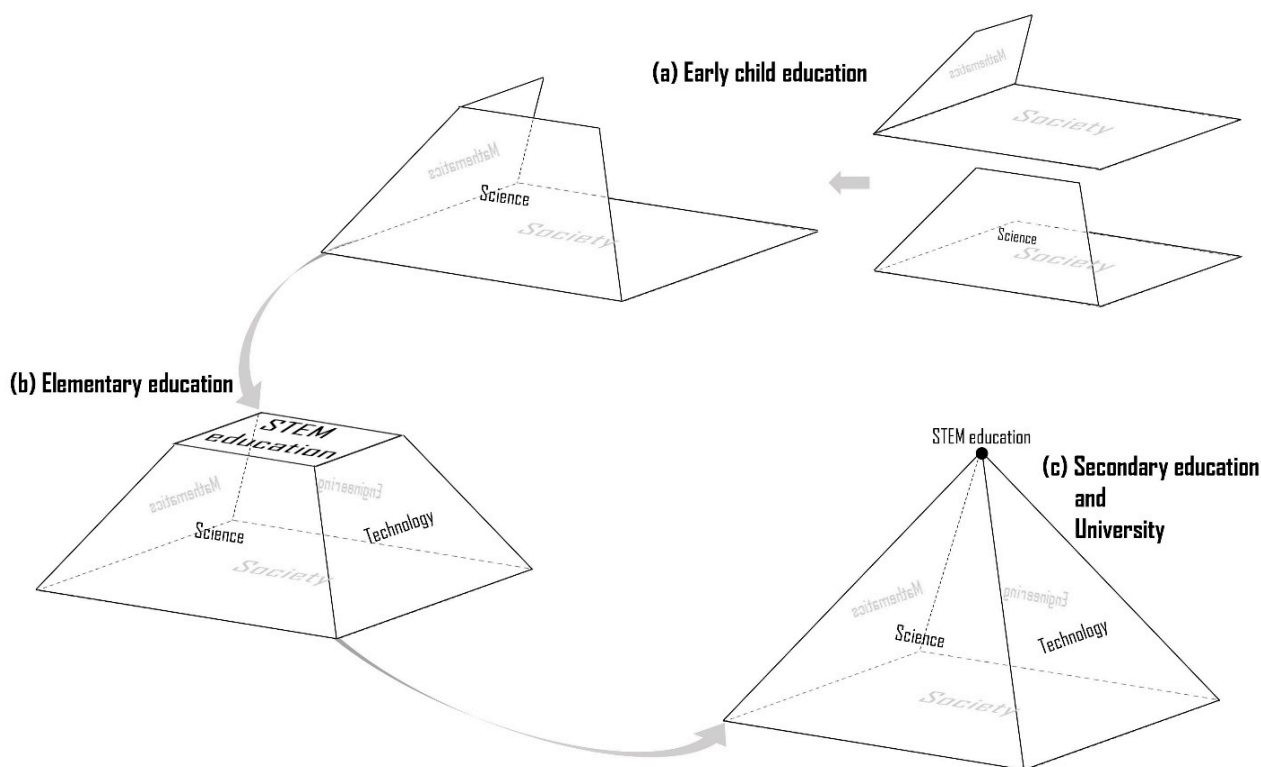 (a) Early child education
Mathematics
Society
Mathematics
Science
Society
Science
Society
(b) Elementary education
STEM
education
Mathematics
Engineering
Science
Technology
Society
STEM education
(c) Secondary education
and
University
Mathematics
Engineering
Science
Technology
Society